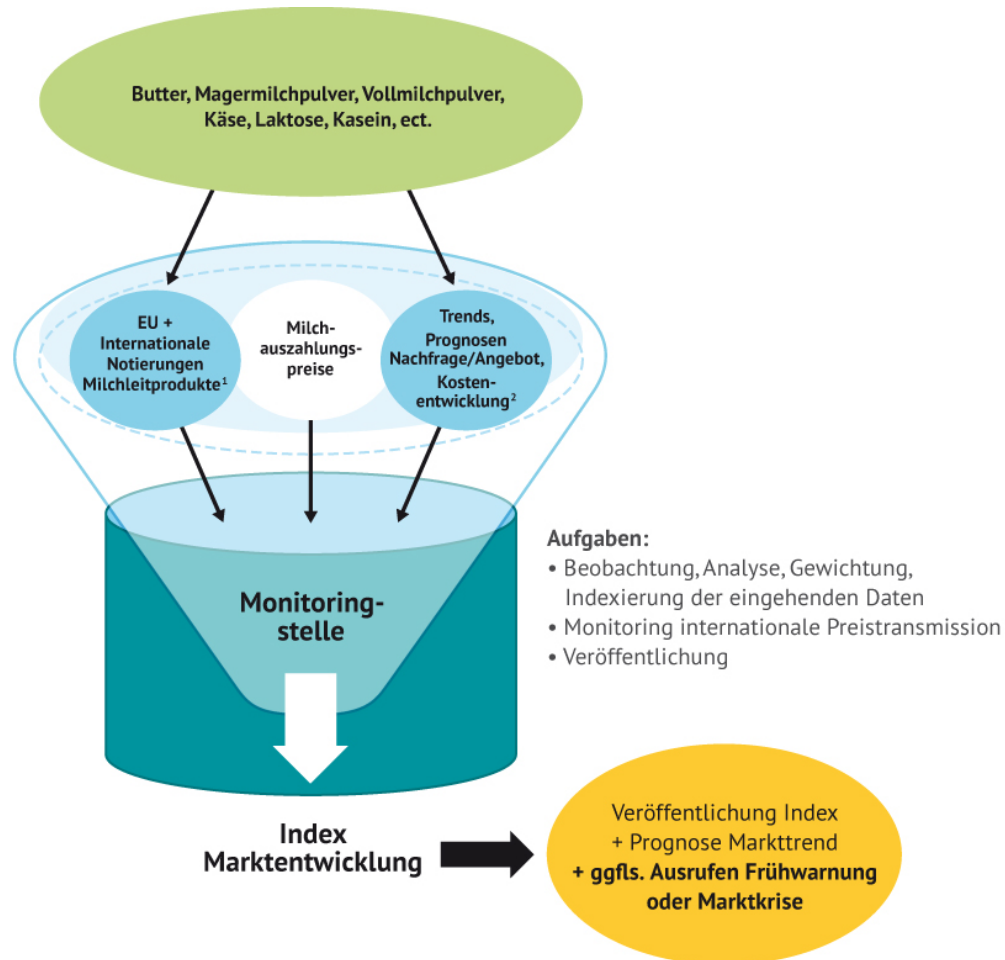 Butter, Magermilchpulver, Vollmilchpulver,
Käse, Laktose, Kasein, ect.
EU +
Internationale
Notierungen
Milchleitprodukte¹
Milch-
auszahlungs-
preise
Trends,
Prognosen
Nachfrage/Angebot,
Kosten-
entwicklung²
Monitoring-
stelle
Aufgaben:
• Beobachtung, Analyse, Gewichtung,
Indexierung der eingehenden Daten
• Monitoring internationale Preistransmission
• Veröffentlichung
Index
Marktentwicklung
Veröffentlichung Index
+ Prognose Markttrend
+ ggfls. Ausrufen Frühwarnung
oder Marktkrise